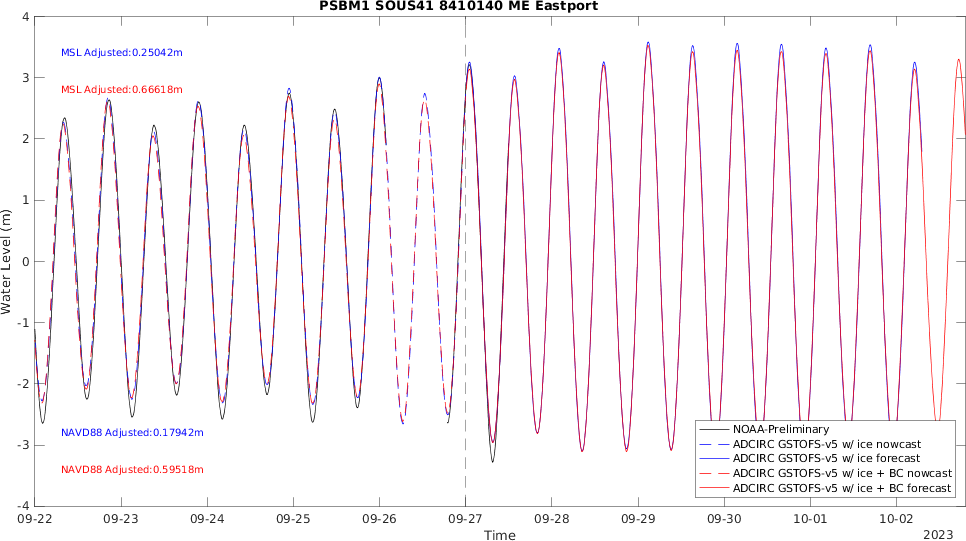 PSBM1 SOUS41 8410140 ME Eastport
MSL Adjusted:0.25042m
MSL Adjusted:0.66618m
NAVD88 Adjusted:0.17942m
NAVD88 Adjusted:0.59518m
Water Level (m)
4
3
2
1
0
-1
-2
-3
-4
NOAA-Preliminary
ADCIRC GSTOFS-v5 w/ ice nowcast
ADCIRC GSTOFS-v5 w/ ice forecast
ADCIRC GSTOFS-v5 w/ ice + BC nowcast
ADCIRC GSTOFS-v5 w/ ice + BC forecast
09-22 09-23 09-24 09-25 09-26 09-27 09-28 09-29 09-30 10-01 10-02
Time
2023